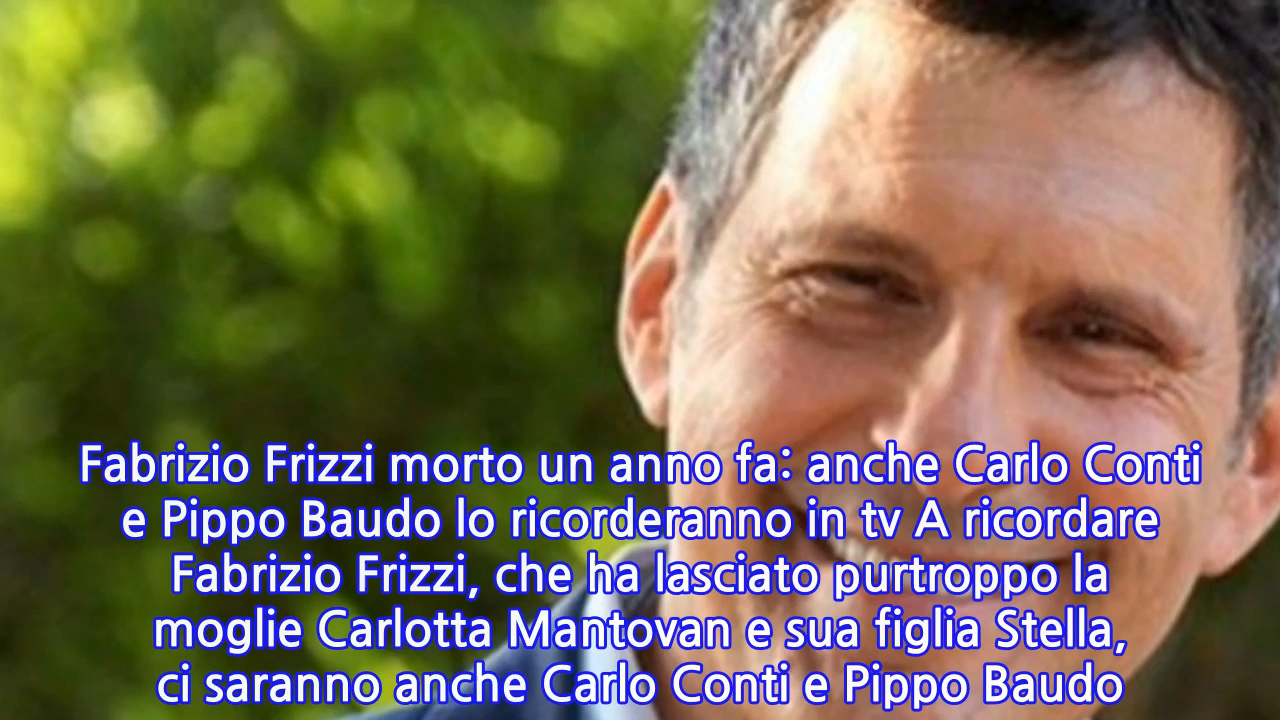 Fabrizio Frizzi morto un anno fa: anche Carlo Conti
e Pippo Baudo lo ricorderanno in tv A ricordare
Fabrizio Frizzi, che ha lasciato purtroppo la
moglie Carlotta Mantovan e sua figlia Stella,
ci saranno anche Carlo Conti e Pippo Baudo